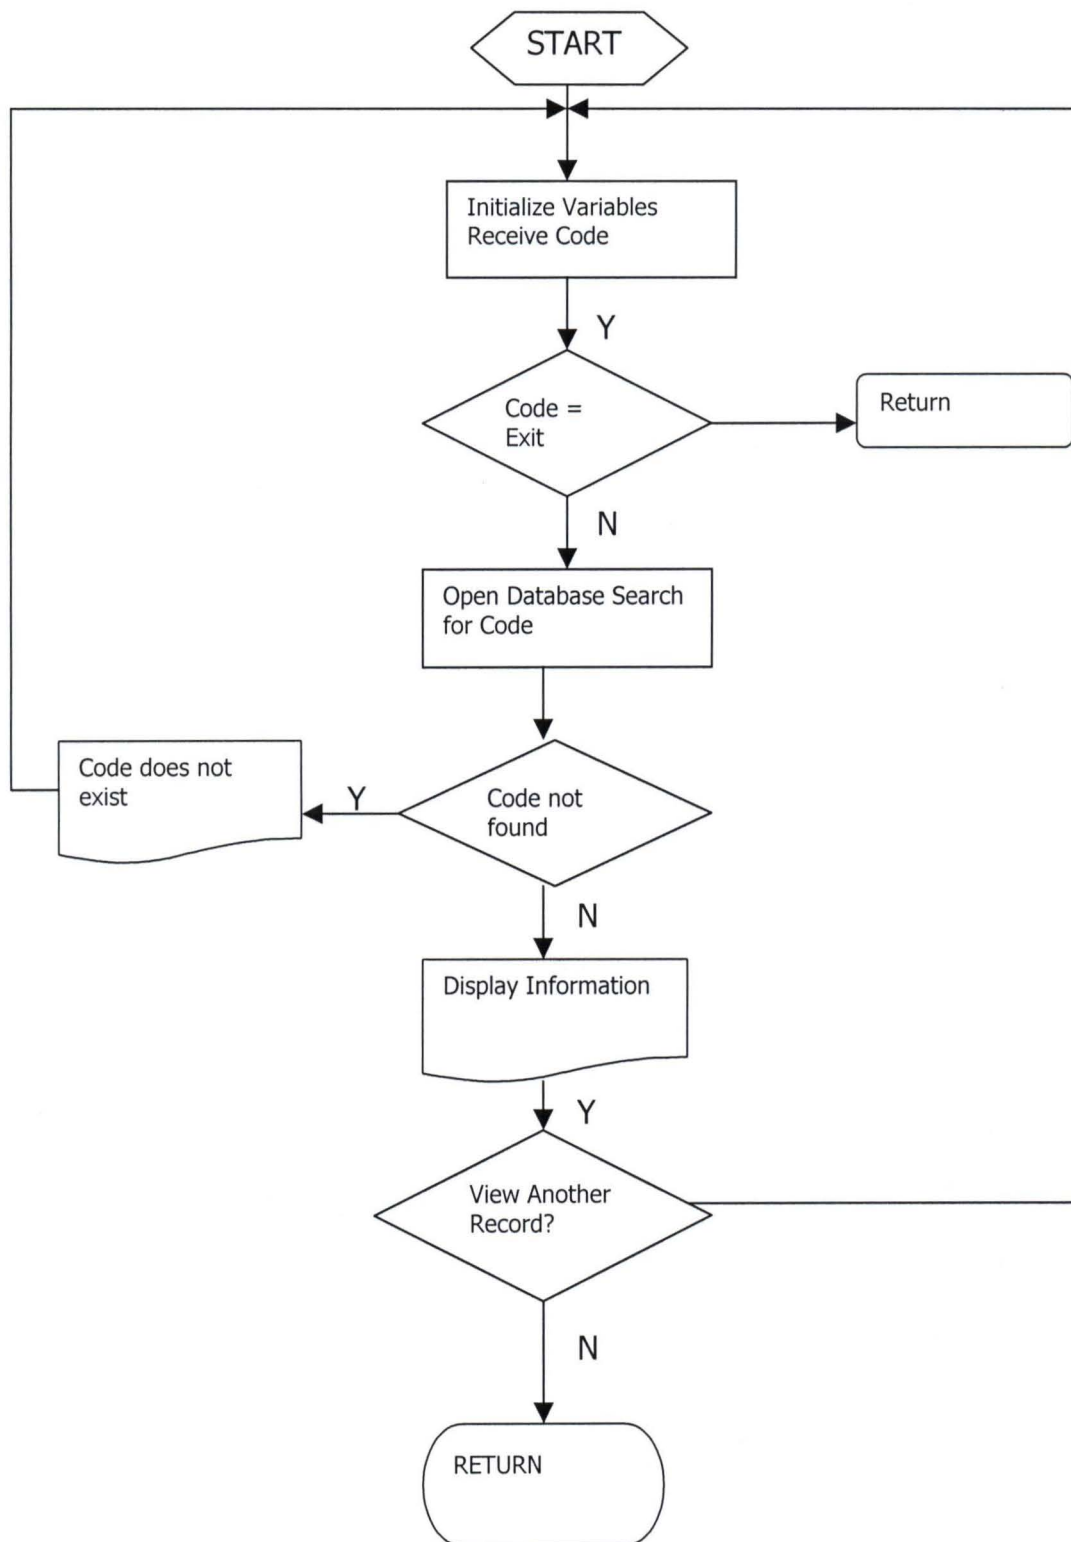 START
Initialize Variables
Receive Code
Y
Code =
Exit
Return
N
Open Database Search
for Code
Code does not
exist
Y
Code not
found
N
Display Information
Y
View Another
Record?
N
RETURN